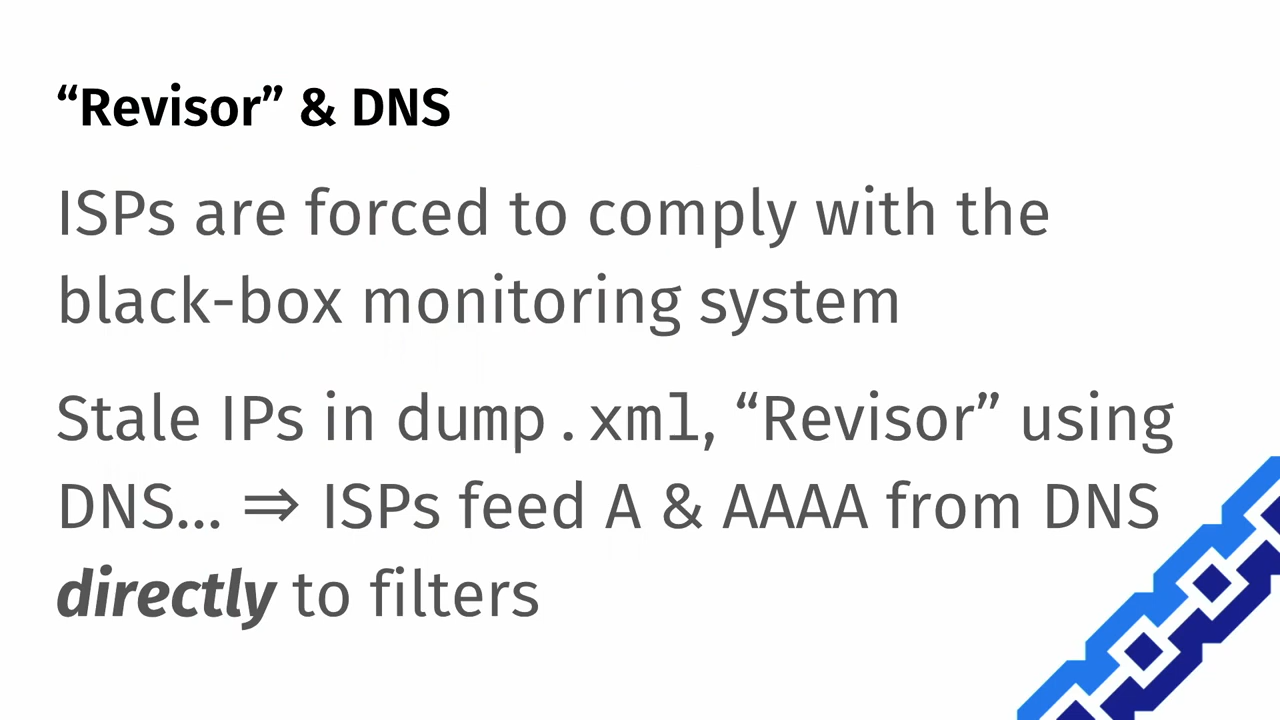 “Revisor” & DNS
ISPs are forced to comply with the
black-box monitoring system
Stale IPs in dump.xml, “Revisor” using
DNS... ⇒ ISPs feed A & AAAA from DNS
directly to filters